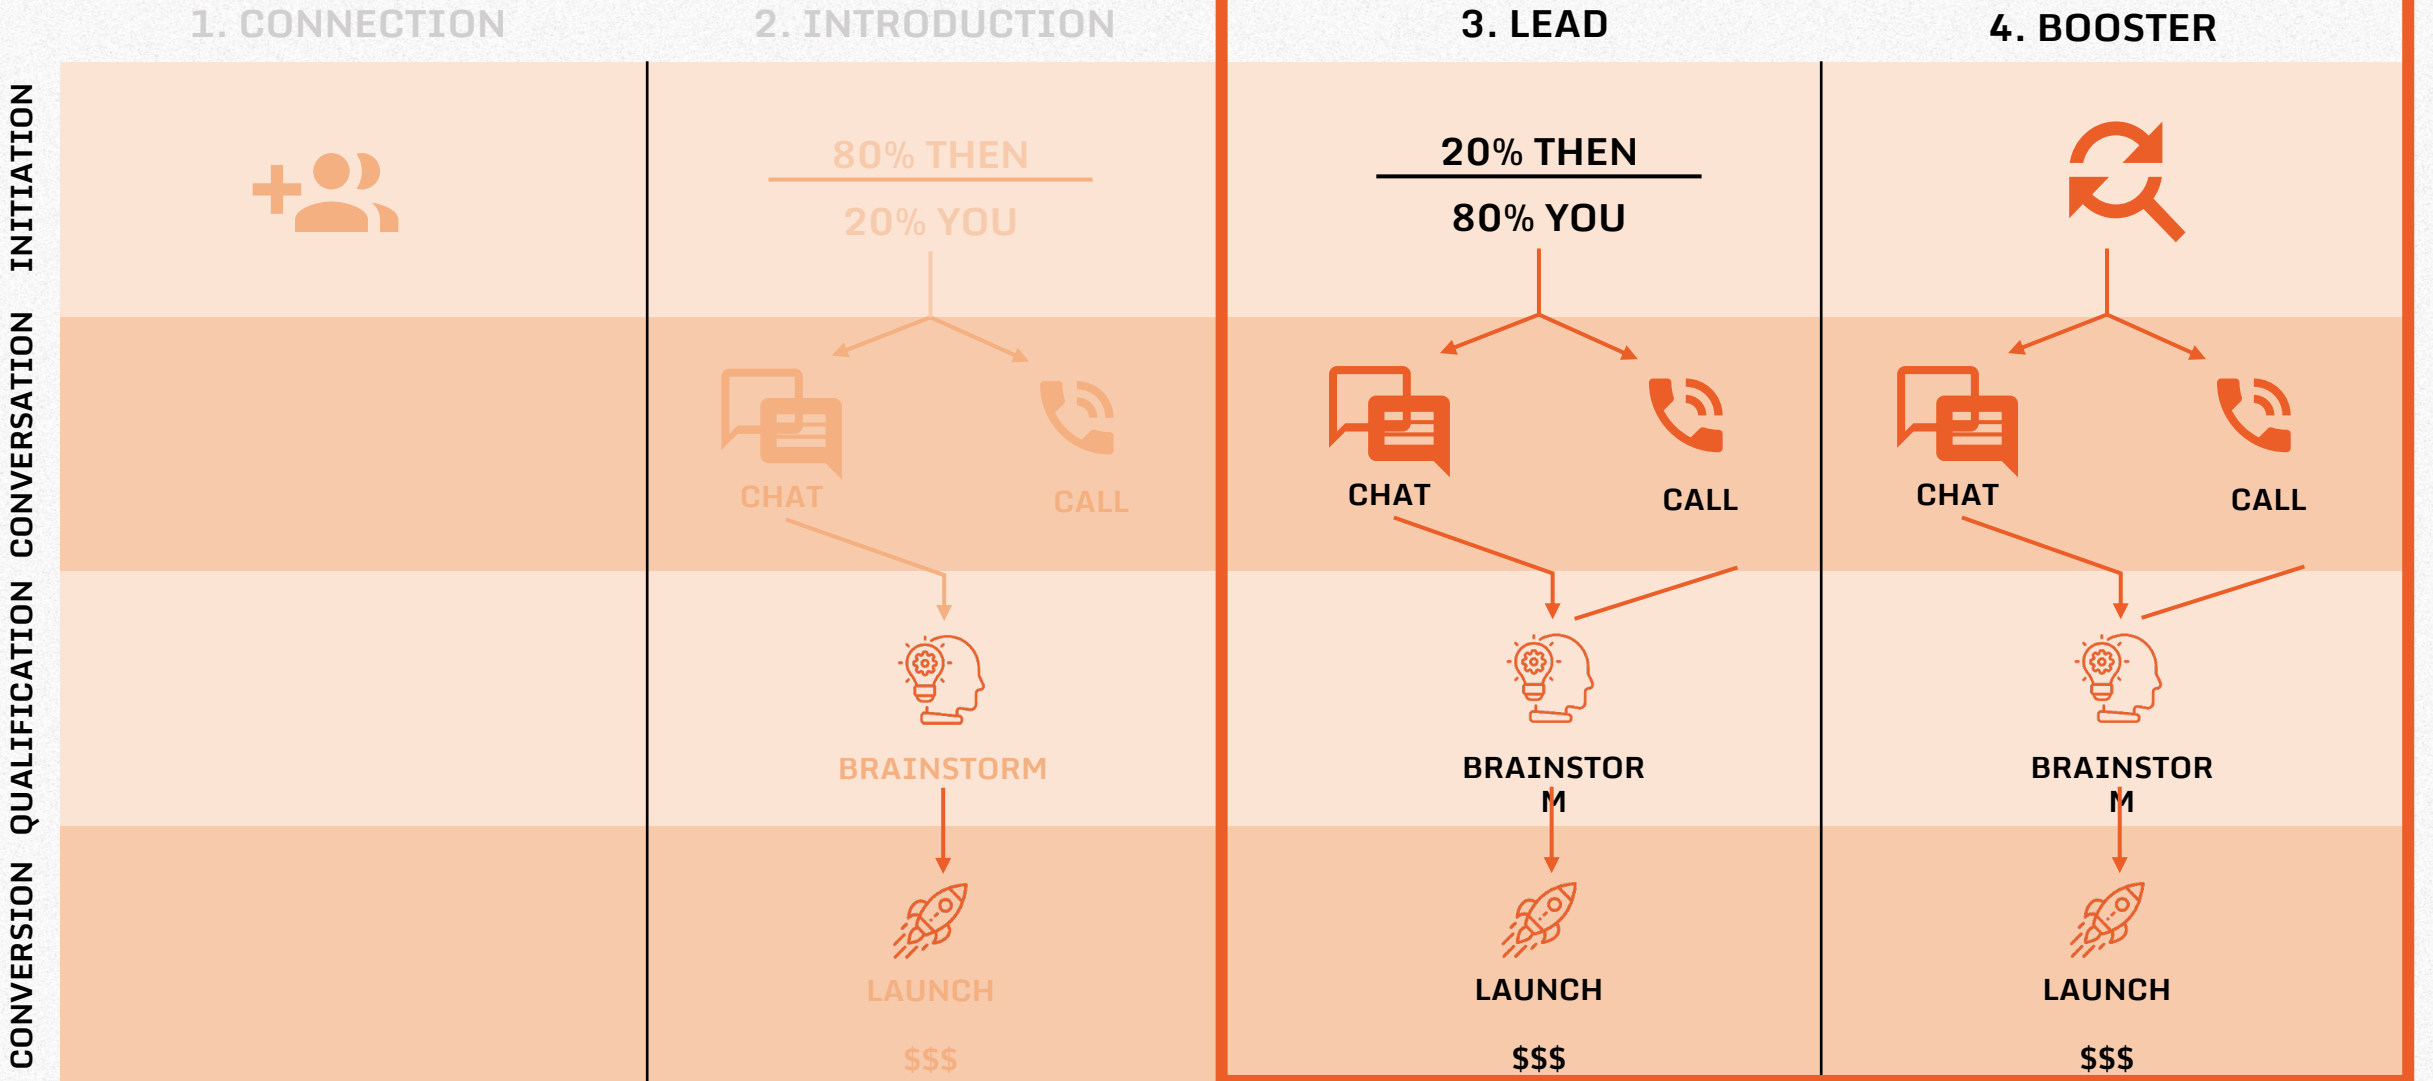 1. CONNECTION
2. INTRODUCTION
3. LEAD
4. BOOSTER
INITIATION
80% THEN
20% YOU
20% THEN
80% YOU
CONVERSATION
CHAT
CALL
CHAT
CALL
CHAT
CALL
QUALIFICATION
BRAINSTORM
BRAINSTOR
M
BRAINSTOR
M
CONVERSION
LAUNCH
LAUNCH
LAUNCH
$$$
$$$
$$$